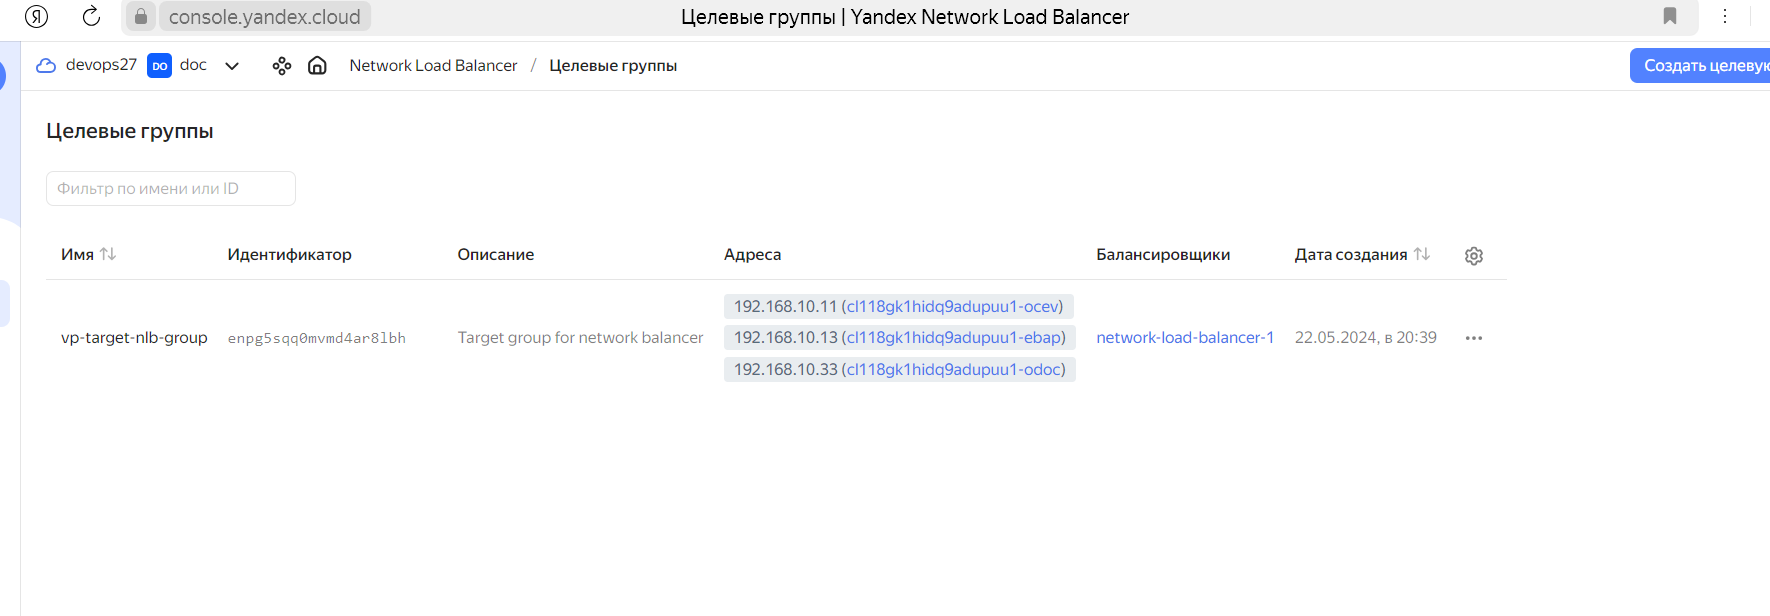 console.yandex.cloud Целевые группы | Yandex Network Load Balancer
devops27 DO doc Network Load Balancer / Целевые группы Создать целевую
Целевые группы
Фильтр по имени или ID
Имя Идентификатор Описание Адреса Балансировщики Дата создания
192.168.10.11 (cl118gk1hidq9adupuu1-ocev)
vp-target-nlb-group enpg5sqq0mvmd4ar8lbh Target group for network balancer 192.168.10.13 (cl118gk1hidq9adupuu1-ebap) network-load-balancer-1 22.05.2024, в 20:39
192.168.10.33 (cl118gk1hidq9adupuu1-odoc)